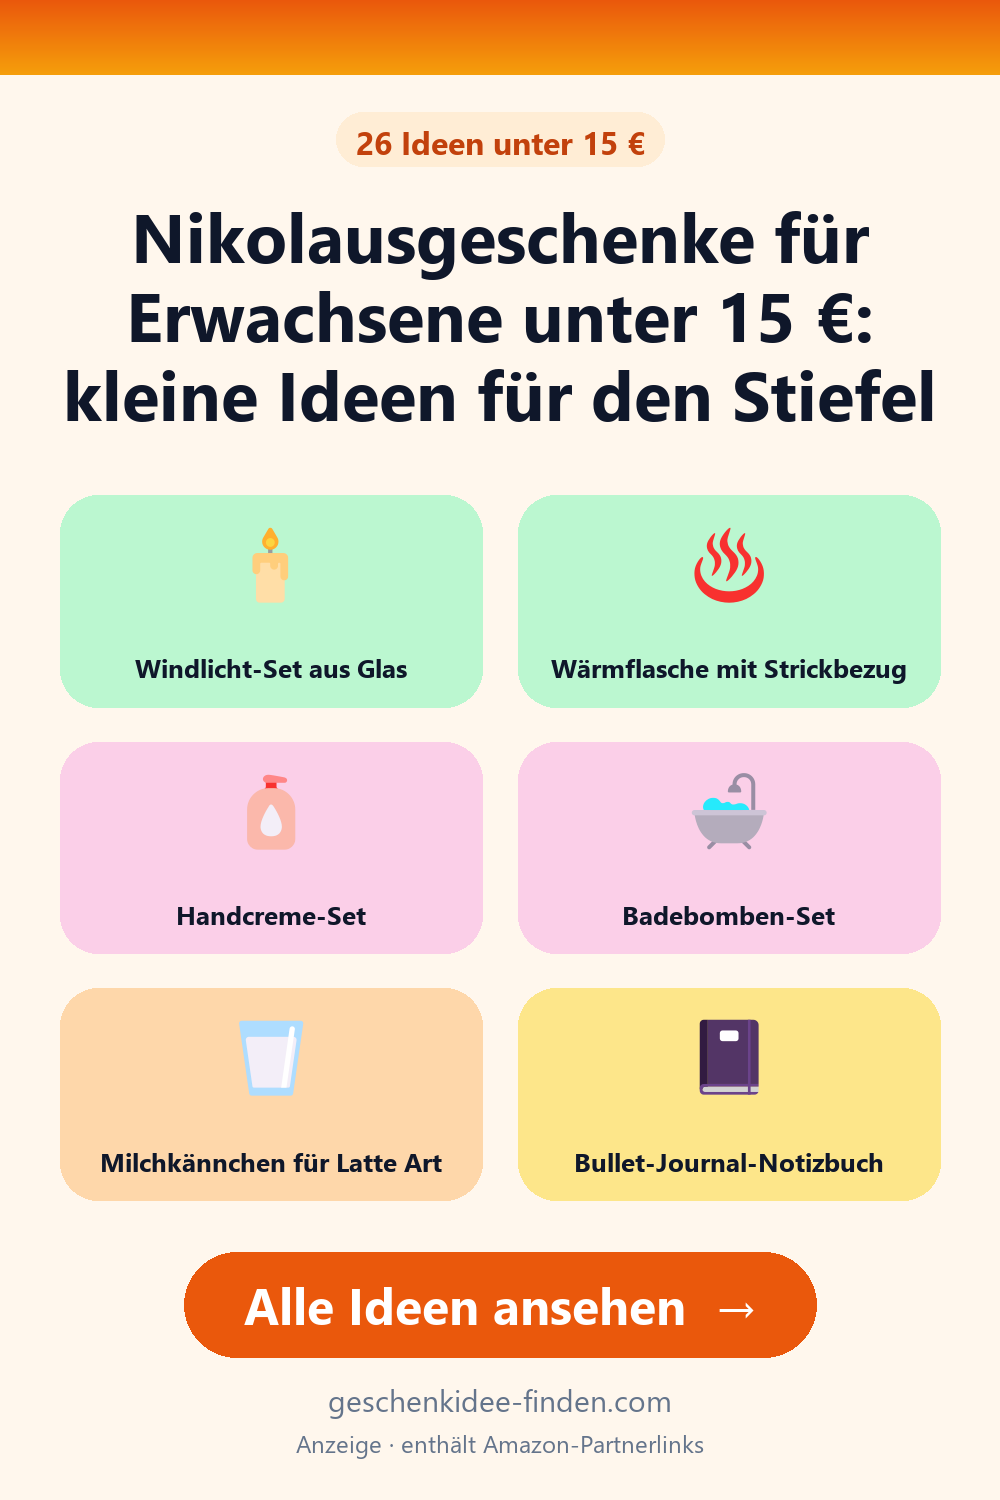 26 Ideen unter 15 €
Nikolausgeschenke für
Erwachsene unter 15 €:
kleine Ideen für den Stiefel
Windlicht-Set aus Glas
Wärmflasche mit Strickbezug
Handcreme-Set
Badebomben-Set
Milchkännchen für Latte Art
Bullet-Journal-Notizbuch
Alle Ideen ansehen →
geschenkidee-finden.com
Anzeige · enthält Amazon-Partnerlinks